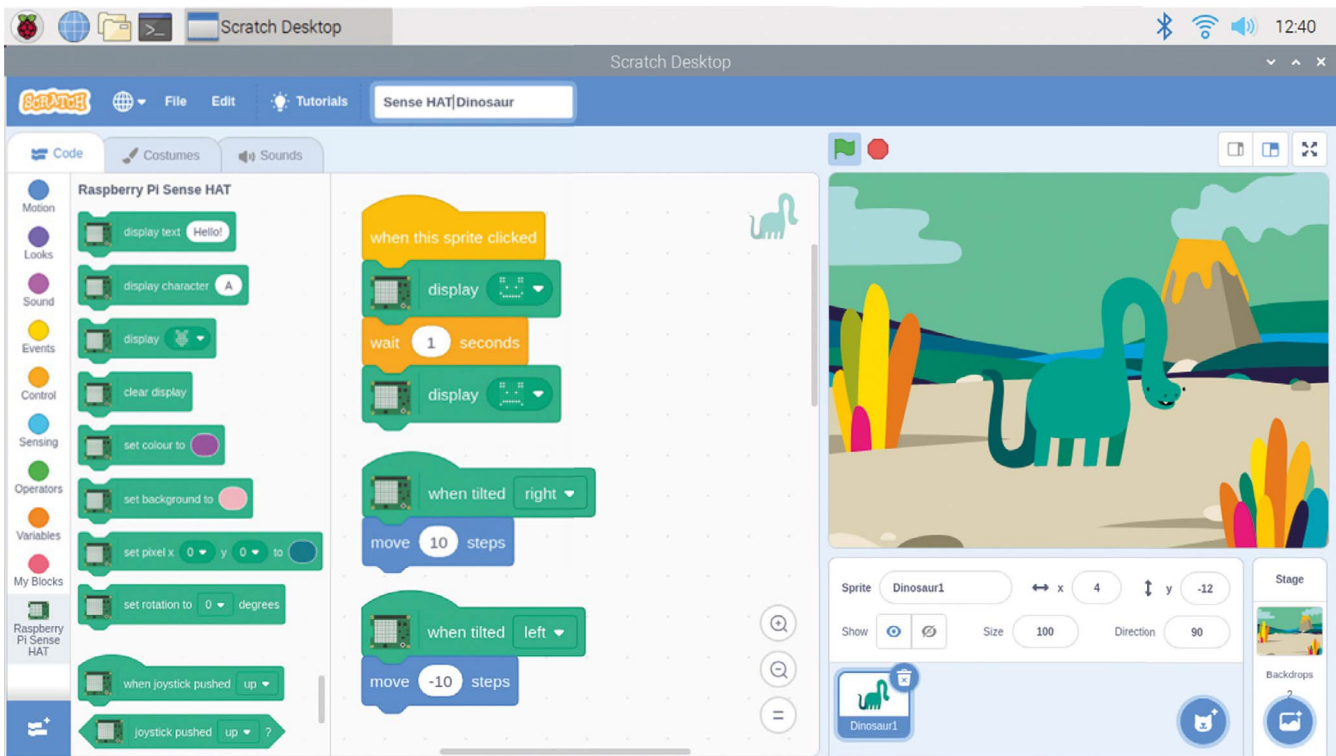 Scratch Desktop
12:40
Scratch Desktop
SCRATCH
File Edit Tutorials Sense HAT Dinosaur
Code Costumes Sounds
Motion
Looks
Sound
Events
Control
Sensing
Operators
Variables
My Blocks
Raspberry
Pi Sense
HAT
Raspberry Pi Sense HAT
display text Hello!
display character A
display
clear display
set colour to
set background to
set pixel x 0 y 0 to
set rotation to 0 degrees
when joystick pushed up
joystick pushed up ?
when this sprite clicked
display
wait 1 seconds
display
when tilted right
move 10 steps
when tilted left
move -10 steps
Sprite Dinosaur1 x 4 y -12
Show Size 100 Direction 90
Dinosaur1
Stage
Backdrops
2